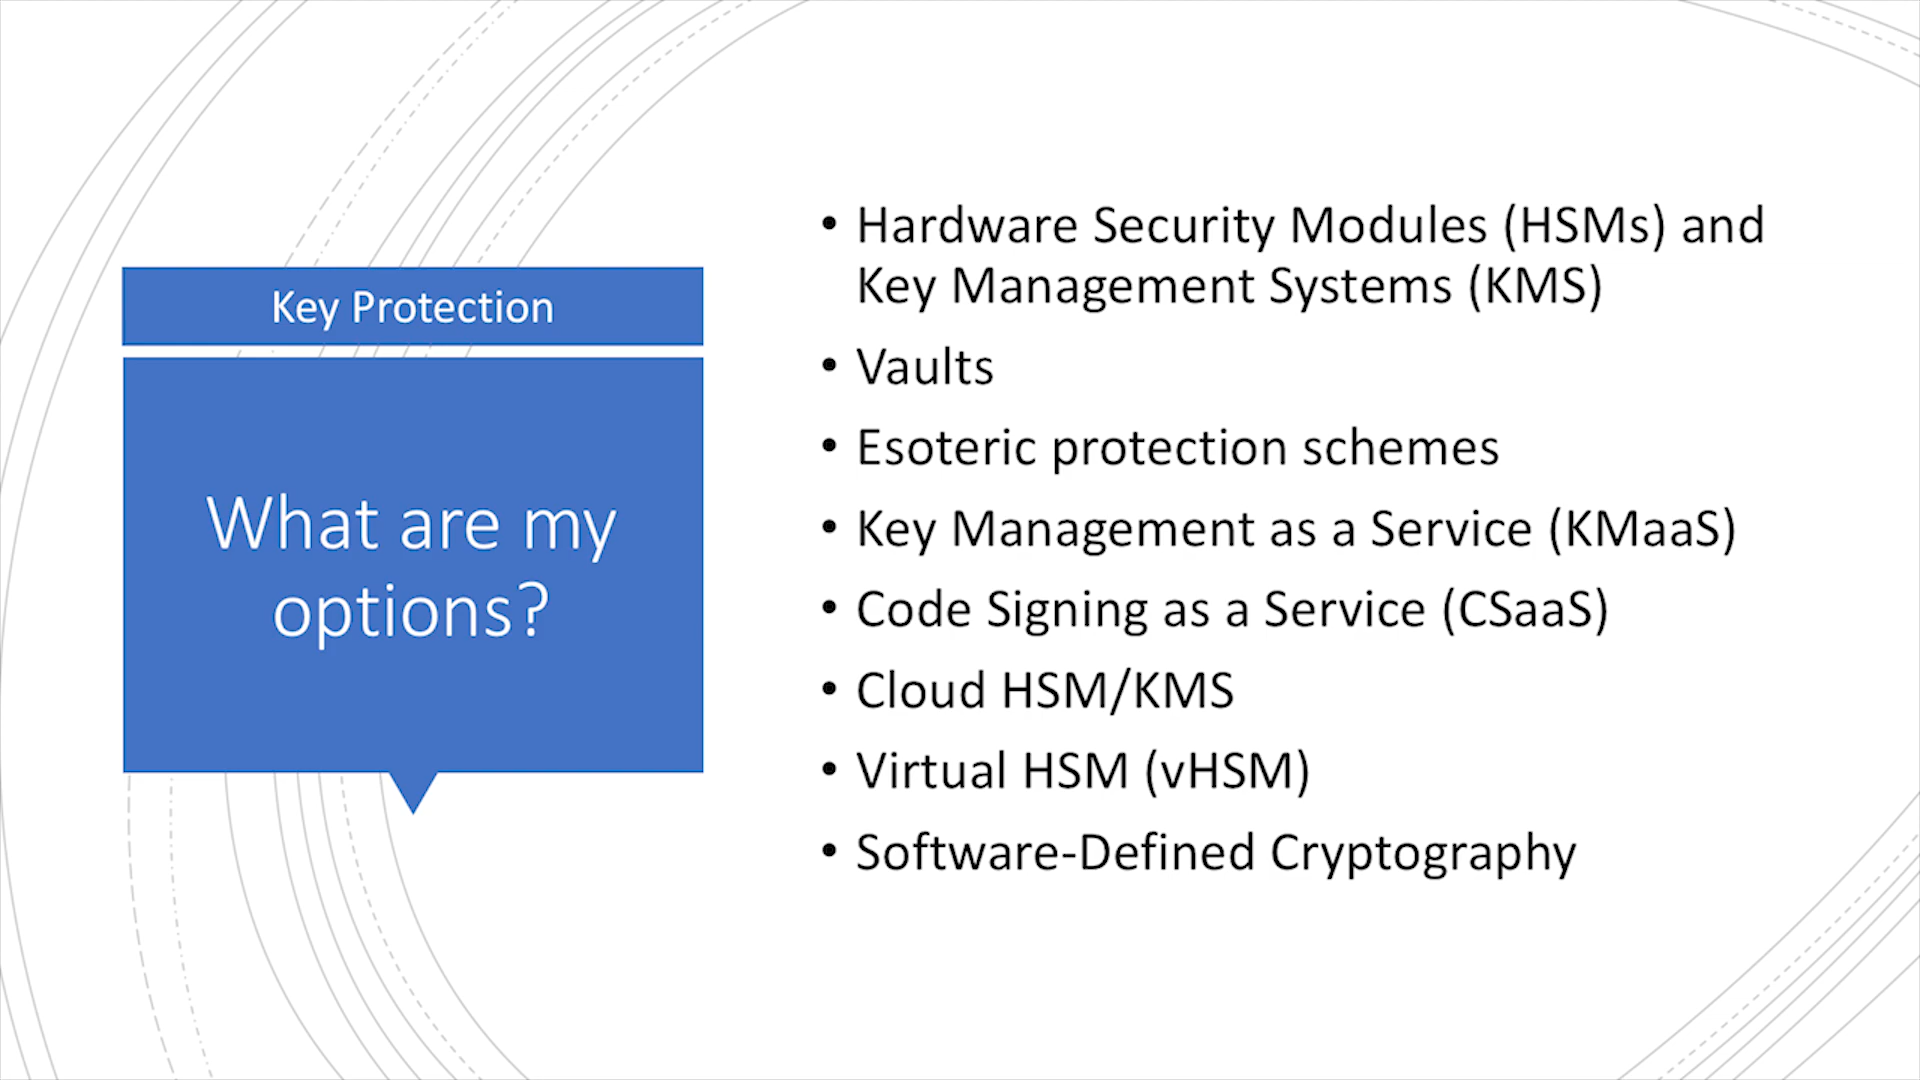 Key Protection
What are my
options?
• Hardware Security Modules (HSMs) and
Key Management Systems (KMS)
• Vaults
• Esoteric protection schemes
• Key Management as a Service (KMaaS)
• Code Signing as a Service (CSaaS)
• Cloud HSM/KMS
• Virtual HSM (vHSM)
• Software-Defined Cryptography